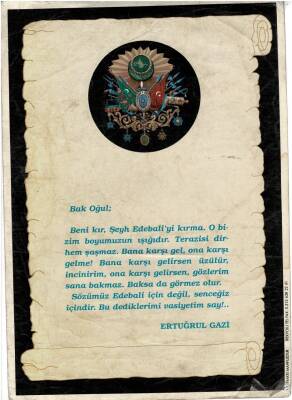 Bak Oğul;
Beni kır, Şeyh Edebali'yi kırma. O bi-
zim boyumuzun ışığıdır. Terazisi dir-
hem şaşmaz. Bana karşı gel, ona karşı
gelme! Bana karşı gelirsen üzülür,
incinirim, ona karşı gelirsen, gözlerim
sana bakmaz. Baksa da görmez olur.
Sözümüz Edebali için değil, senceğiz
içindir. Bu dediklerimi vasiyetim say!..
ERTUĞRUL GAZİ